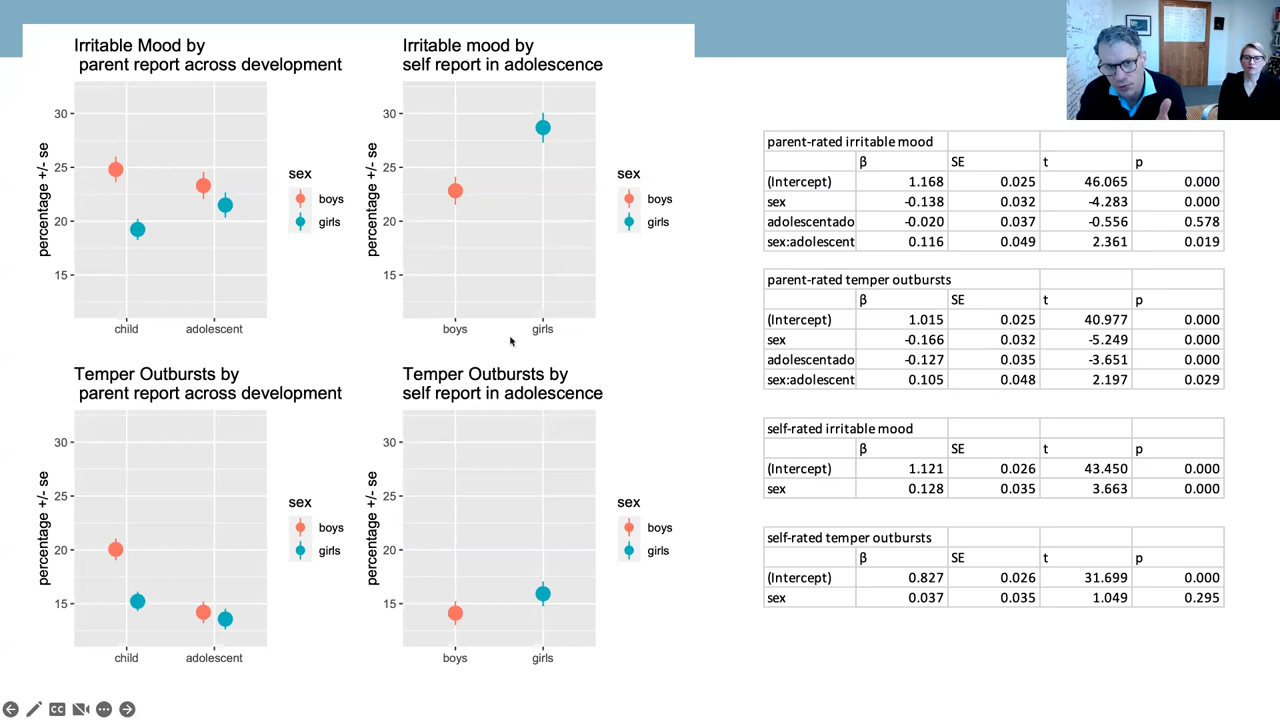 Irritable Mood by
parent report across development
percentage +/- se
30
25
20
15
child
adolescent
sex
boys
girls
Irritable mood by
self report in adolescence
percentage +/- se
30
25
20
15
boys
girls
sex
boys
girls
Temper Outbursts by
parent report across development
percentage +/- se
30
25
20
15
child
adolescent
sex
boys
girls
Temper Outbursts by
self report in adolescence
percentage +/- se
30
25
20
15
boys
girls
sex
boys
girls
parent-rated irritable mood
β SE t p
(Intercept) 1.168 0.025 46.065 0.000
sex -0.138 0.032 -4.283 0.000
adolescentado -0.020 0.037 -0.556 0.578
sex:adolescent 0.116 0.049 2.361 0.019
parent-rated temper outbursts
β SE t p
(Intercept) 1.015 0.025 40.977 0.000
sex -0.166 0.032 -5.249 0.000
adolescentado -0.127 0.035 -3.651 0.000
sex:adolescent 0.105 0.048 2.197 0.029
self-rated irritable mood
β SE t p
(Intercept) 1.121 0.026 43.450 0.000
sex 0.128 0.035 3.663 0.000
self-rated temper outbursts
β SE t p
(Intercept) 0.827 0.026 31.699 0.000
sex 0.037 0.035 1.049 0.295
CC